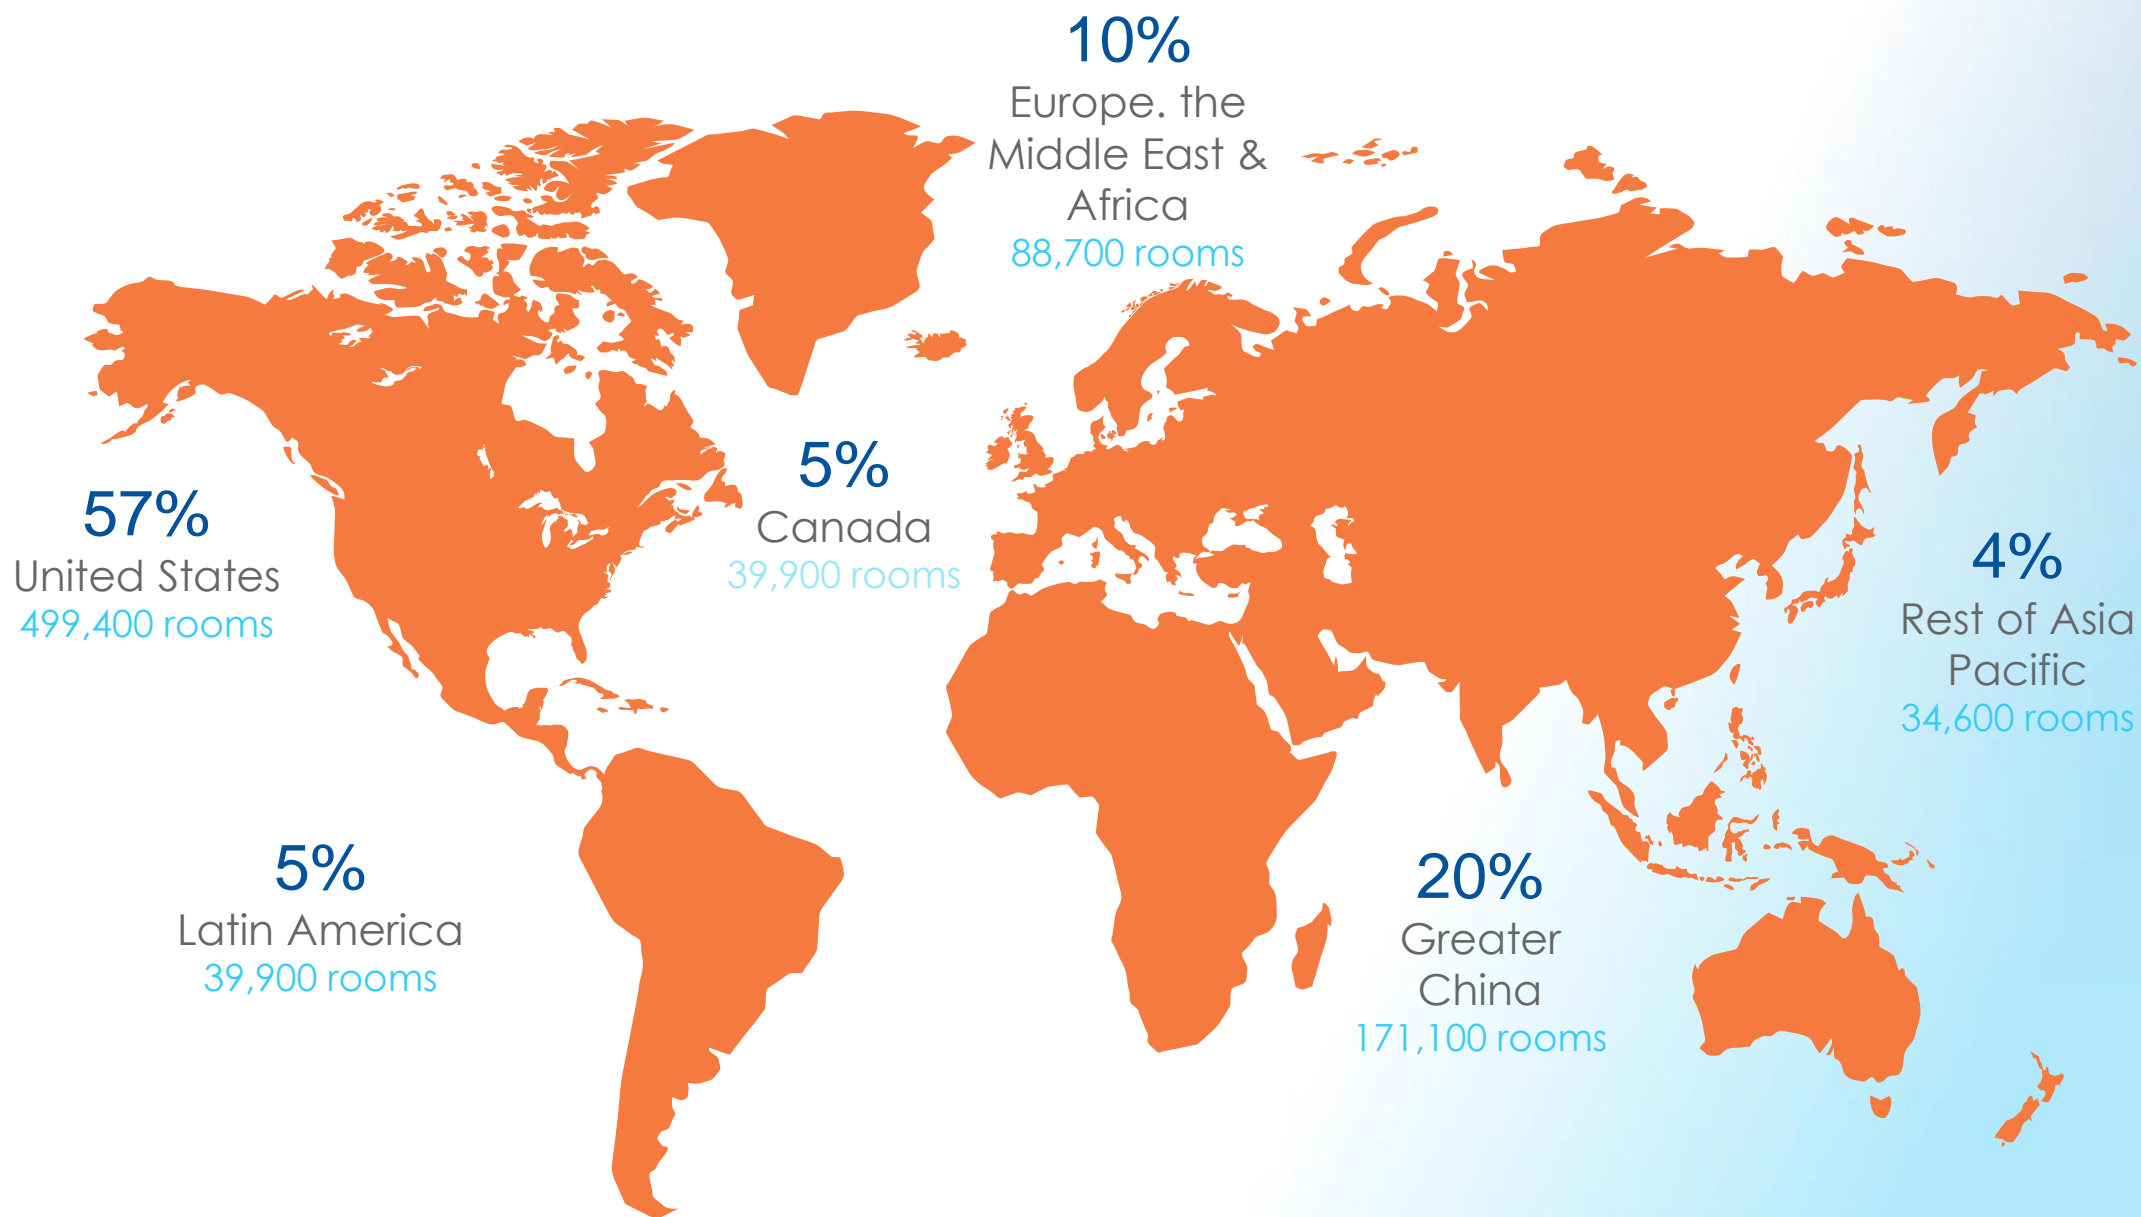 10%
Europe. the
Middle East &
Africa
88,700 rooms
57%
United States
499,400 rooms
5%
Canada
39,900 rooms
4%
Rest of Asia
Pacific
34,600 rooms
5%
Latin America
39,900 rooms
20%
Greater
China
171,100 rooms